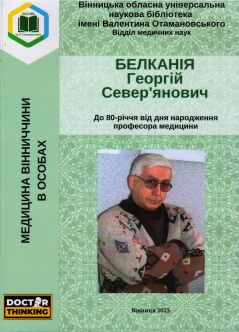 Вінницька обласна універсальна
наукова бібліотека
імені Валентина Отамановського
Відділ медичних наук
БЕЛКАНІЯ
Георгій
Север'янович
До 80-річчя від дня народження
професора медицини
МЕДИЦИНА ВІННИЧЧИНИ
В ОСОБАХ
DOCTOR
THINKING
Вінниця 2023